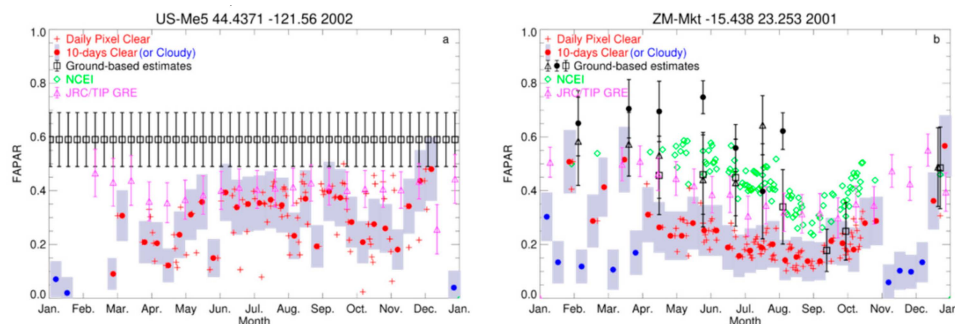 US-Me5 44.4371 -121.56 2002
a
Daily Pixel Clear
10-days Clear (or Cloudy)
Ground-based estimates
NCEI
JRC/TIP GRE
FAPAR
1.0
0.8
0.6
0.4
0.2
0.0
Jan. Feb. Mar. Apr. May. Jun. Jul. Aug. Sep. Oct. Nov. Dec. Jan.
Month
ZM-Mkt -15.438 23.253 2001
b
Daily Pixel Clear
10-days Clear (or Cloudy)
Ground-based estimates
NCEI
JRC/TIP GRE
FAPAR
1.0
0.8
0.6
0.4
0.2
0.0
Jan. Feb. Mar. Apr. May. Jun. Jul. Aug. Sep. Oct. Nov. Dec. Jan.
Month